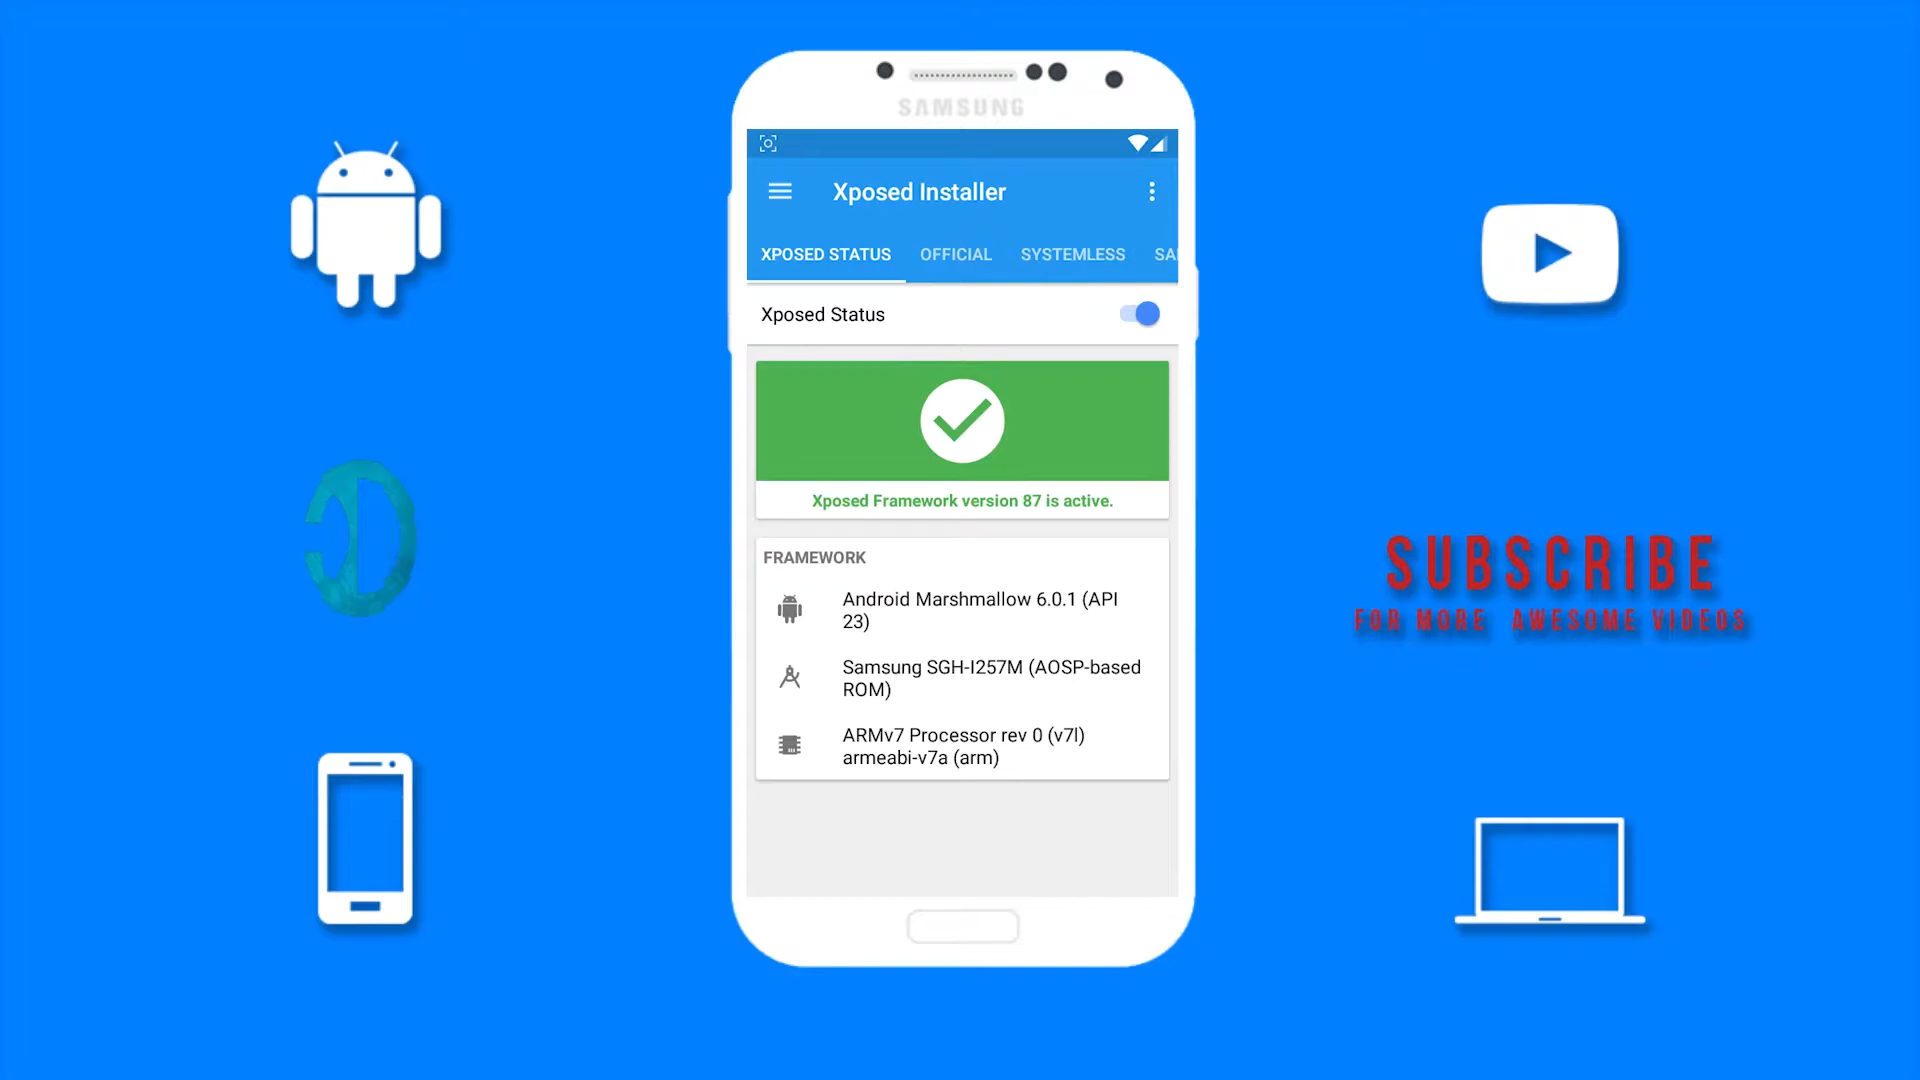 SAMSUNG
Xposed Installer
XPOSED STATUS OFFICIAL SYSTEMLESS SA
Xposed Status
Xposed Framework version 87 is active.
FRAMEWORK
Android Marshmallow 6.0.1 (API
23)
Samsung SGH-I257M (AOSP-based
ROM)
ARMv7 Processor rev 0 (v7l)
armeabi-v7a (arm)
SUBSCRIBE
FOR MORE AWESOME VIDEOS